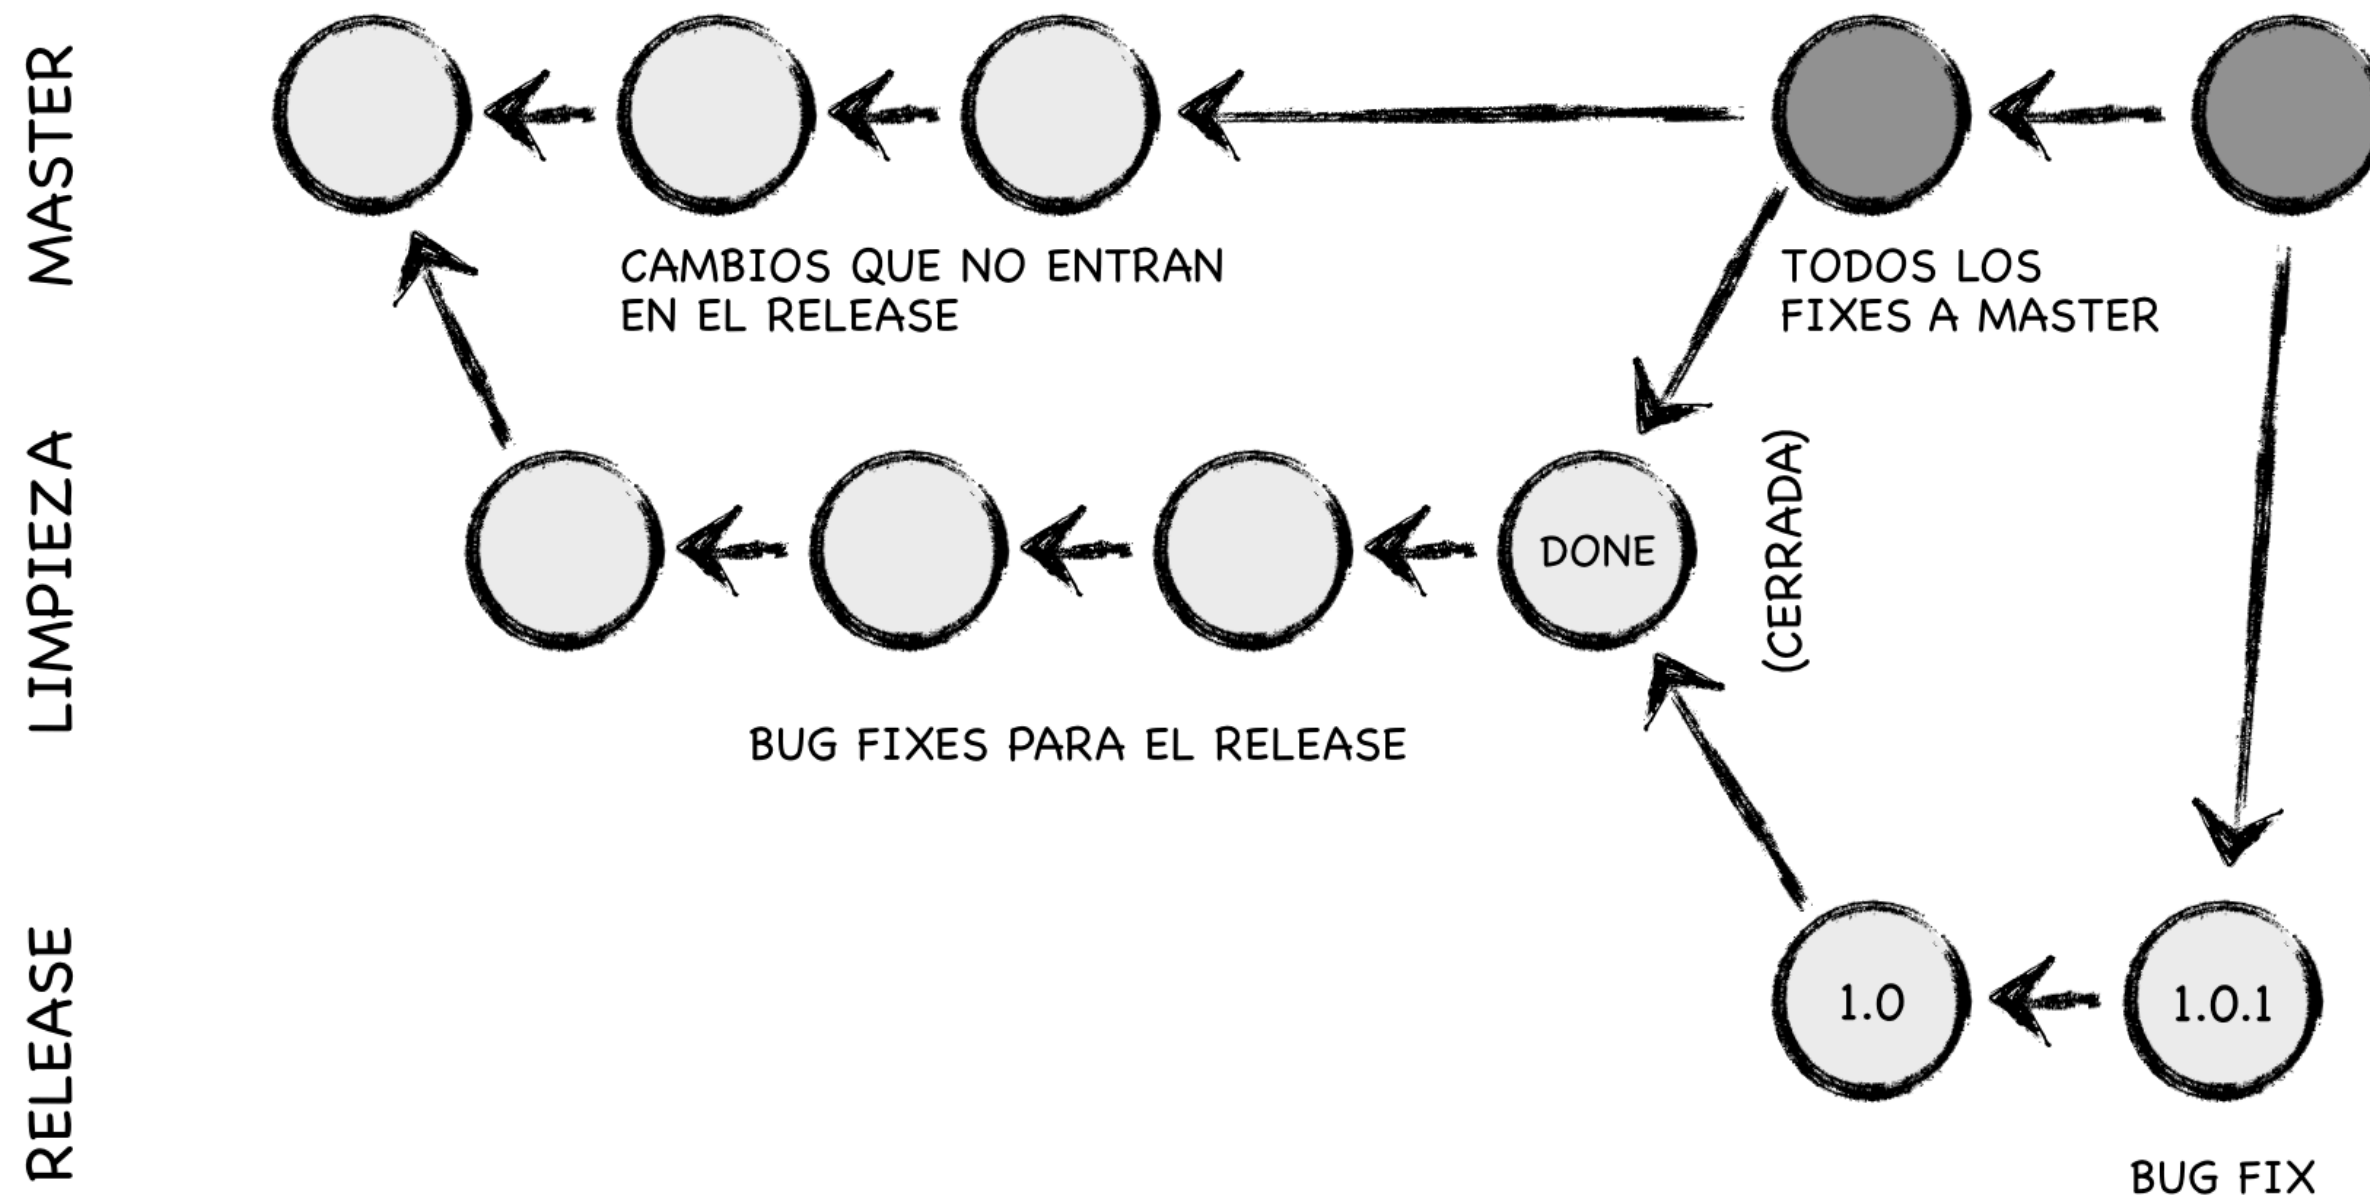 MASTER
CAMBIOS QUE NO ENTRAN
EN EL RELEASE
TODOS LOS
FIXES A MASTER
LIMPIEZA
DONE
(CERRADA)
BUG FIXES PARA EL RELEASE
RELEASE
1.0
1.0.1
BUG FIX